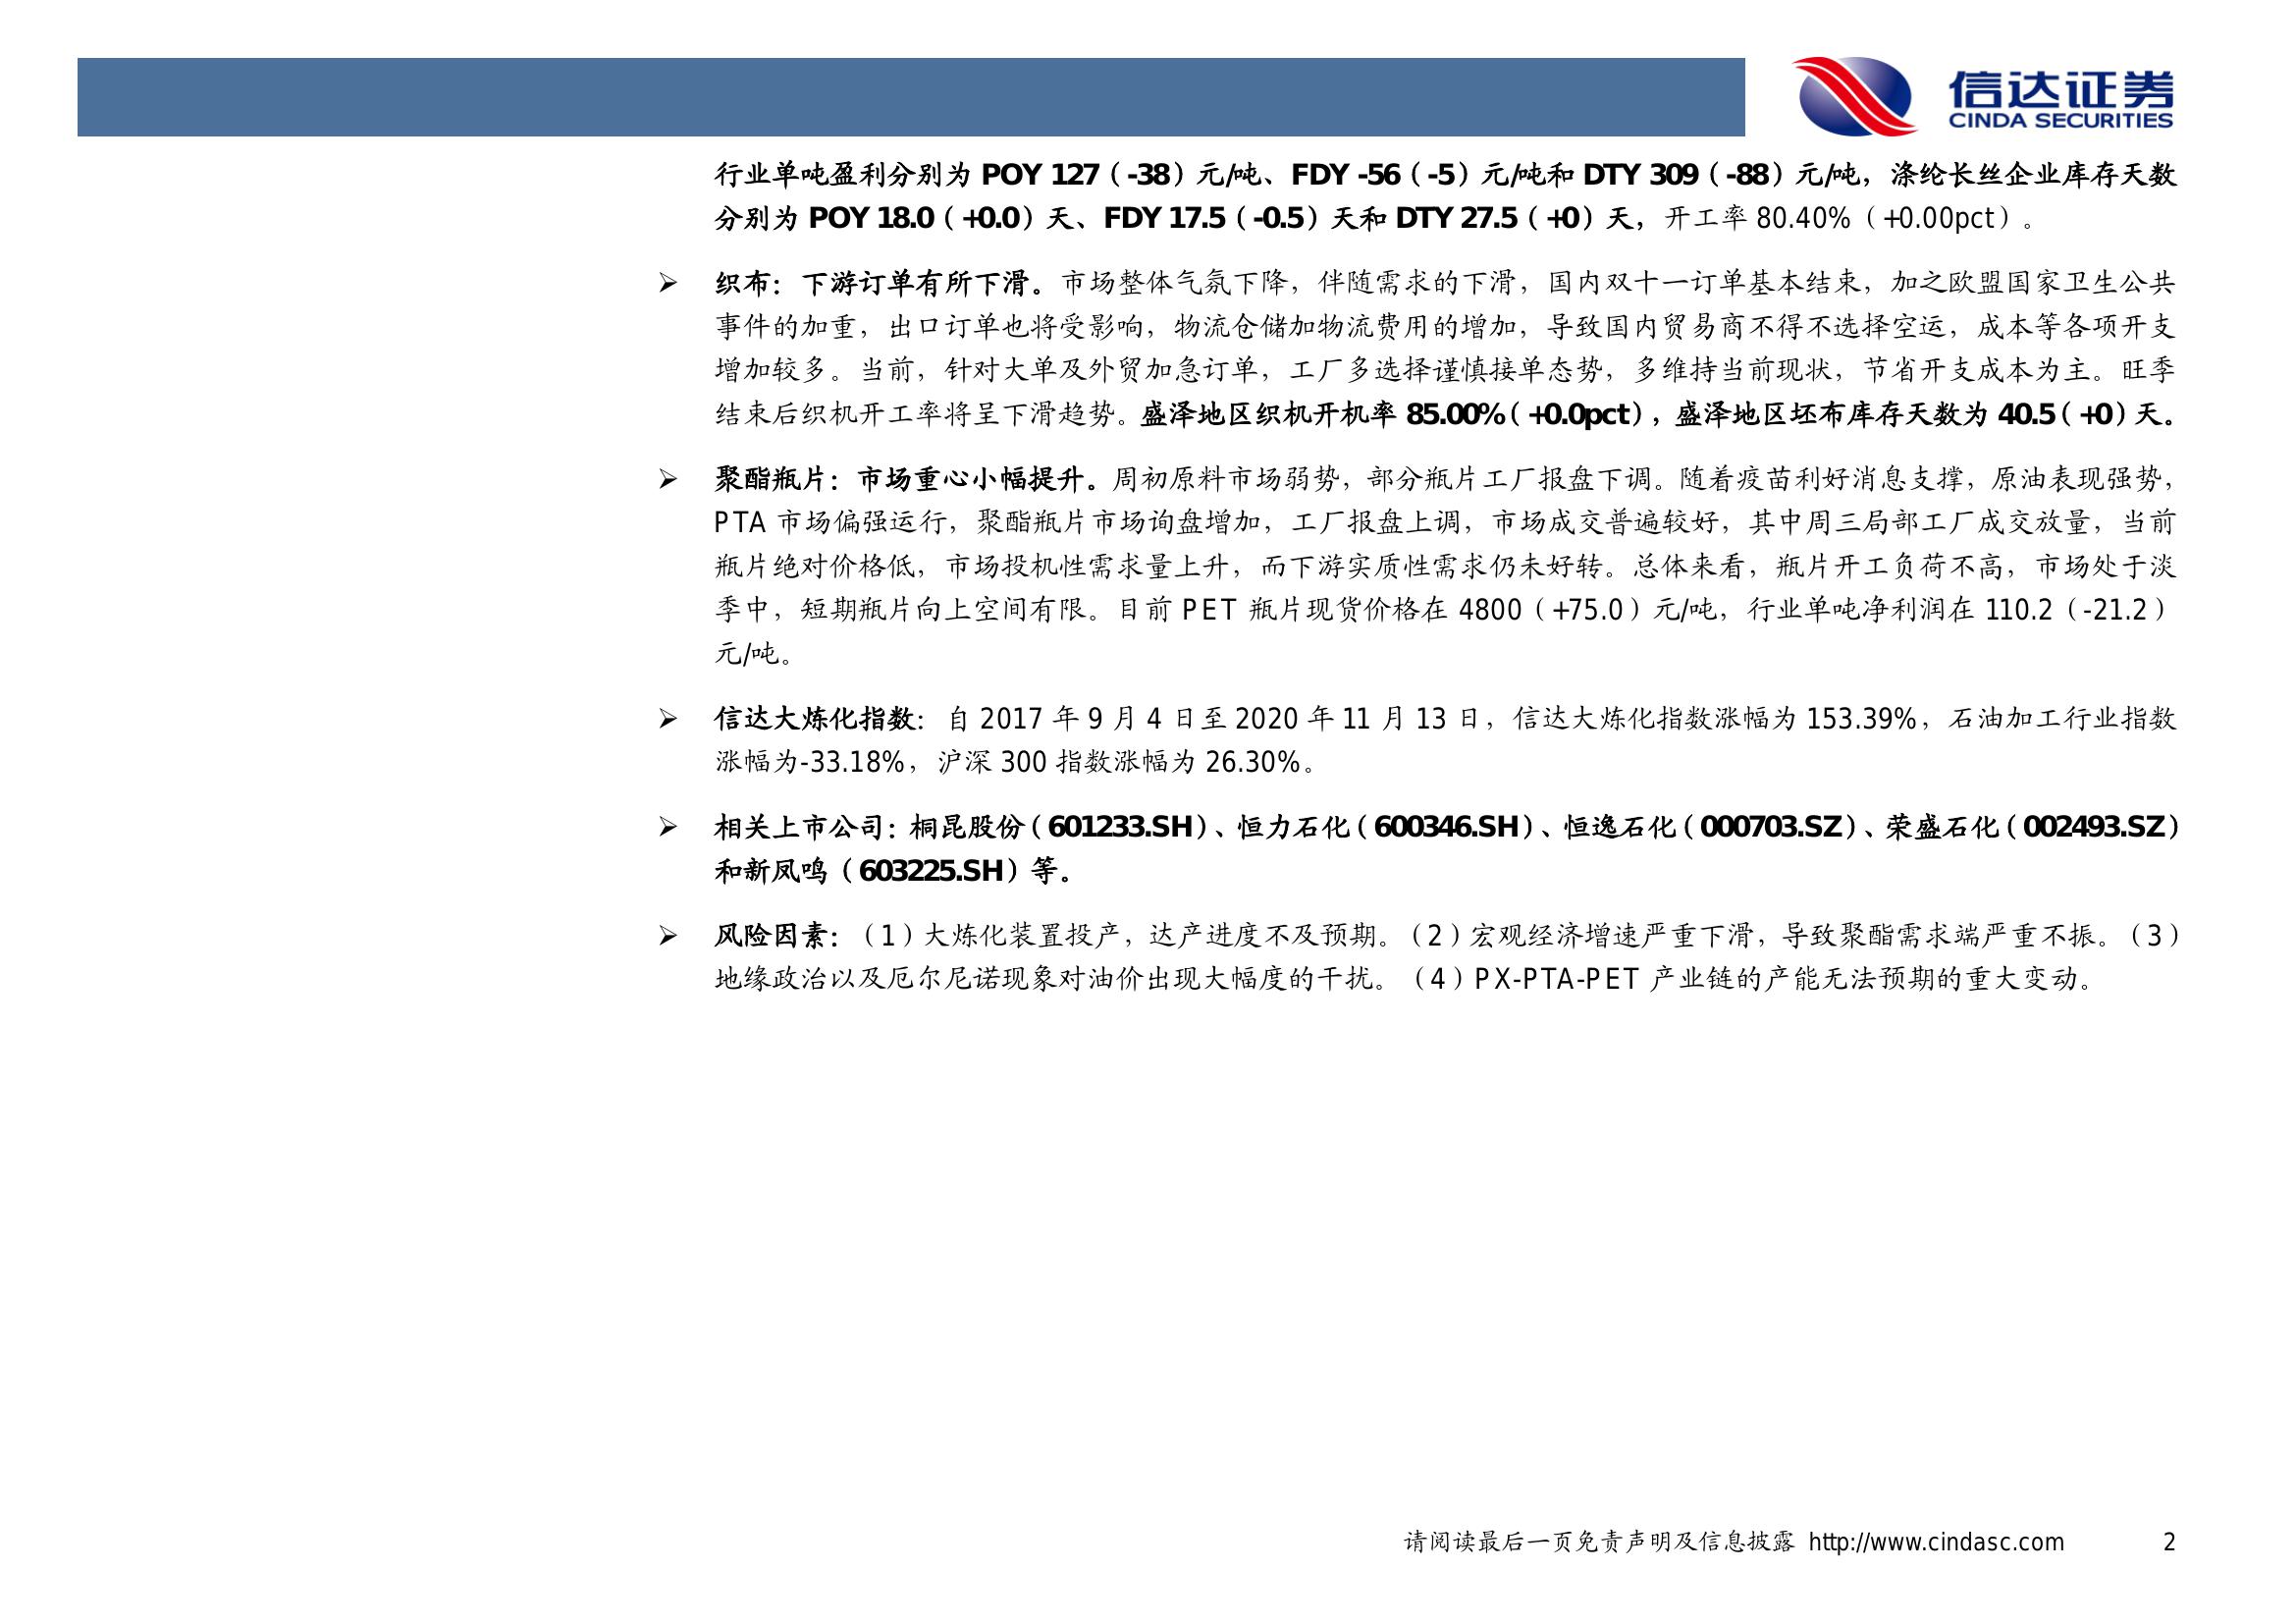 信达证券
CINDA SECURITIES
行业单吨盈利分别为 POY 127（-38）元/吨、FDY -56（-5）元/吨和 DTY 309（-88）元/吨，涤纶长丝企业库存天数
分别为 POY 18.0（+0.0）天、FDY 17.5（-0.5）天和 DTY 27.5（+0）天，开工率 80.40%（+0.00pct）。
➢ 织布：下游订单有所下滑。市场整体气氛下降，伴随需求的下滑，国内双十一订单基本结束，加之欧盟国家卫生公共
事件的加重，出口订单也将受影响，物流仓储加物流费用的增加，导致国内贸易商不得不选择空运，成本等各项开支
增加较多。当前，针对大单及外贸加急订单，工厂多选择谨慎接单态势，多维持当前现状，节省开支成本为主。旺季
结束后织机开工率将呈下滑趋势。盛泽地区织机开机率 85.00%（+0.0pct），盛泽地区坯布库存天数为 40.5（+0）天。
➢ 聚酯瓶片：市场重心小幅提升。周初原料市场弱势，部分瓶片工厂报盘下调。随着疫苗利好消息支撑，原油表现强势，
PTA 市场偏强运行，聚酯瓶片市场询盘增加，工厂报盘上调，市场成交普遍较好，其中周三局部工厂成交放量，当前
瓶片绝对价格低，市场投机性需求量上升，而下游实质性需求仍未好转。总体来看，瓶片开工负荷不高，市场处于淡
季中，短期瓶片向上空间有限。目前 PET 瓶片现货价格在 4800（+75.0）元/吨，行业单吨净利润在 110.2（-21.2）
元/吨。
➢ 信达大炼化指数：自 2017 年 9 月 4 日至 2020 年 11 月 13 日，信达大炼化指数涨幅为 153.39%，石油加工行业指数
涨幅为-33.18%，沪深 300 指数涨幅为 26.30%。
➢ 相关上市公司：桐昆股份（601233.SH）、恒力石化（600346.SH）、恒逸石化（000703.SZ）、荣盛石化（002493.SZ）
和新凤鸣（603225.SH）等。
➢ 风险因素：（1）大炼化装置投产，达产进度不及预期。（2）宏观经济增速严重下滑，导致聚酯需求端严重不振。（3）
地缘政治以及厄尔尼诺现象对油价出现大幅度的干扰。（4）PX-PTA-PET 产业链的产能无法预期的重大变动。
请阅读最后一页免责声明及信息披露 http://www.cindasc.com 2